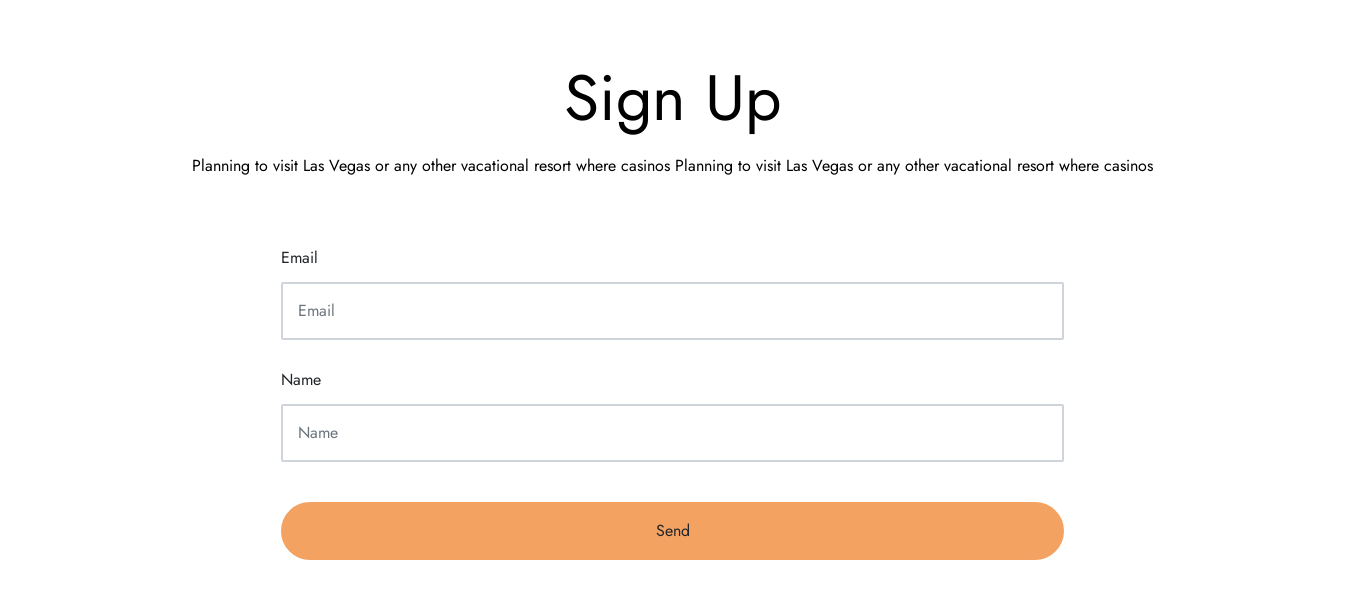 Sign Up
Planning to visit Las Vegas or any other vacational resort where casinos Planning to visit Las Vegas or any other vacational resort where casinos
Email
Email
Name
Name
Send